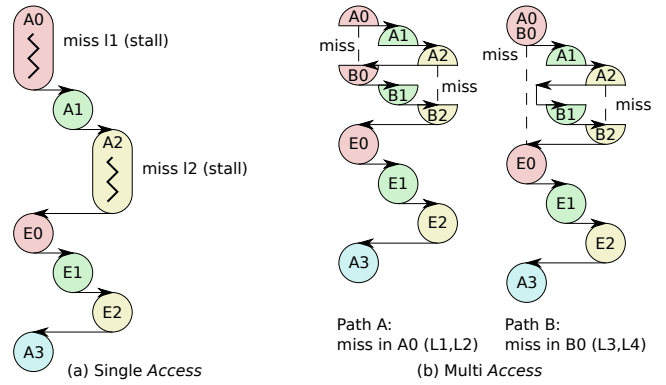 A0
miss l1 (stall)
A1
A2
miss l2 (stall)
E0
E1
E2
A3
(a) Single Access
A0
A1
miss
A2
B0
miss
B1
B2
E0
E1
E2
A3
Path A:
miss in A0 (L1,L2)
A0
B0
miss
A1
A2
miss
B1
B2
E0
E1
E2
A3
Path B:
miss in B0 (L3,L4)
(b) Multi Access